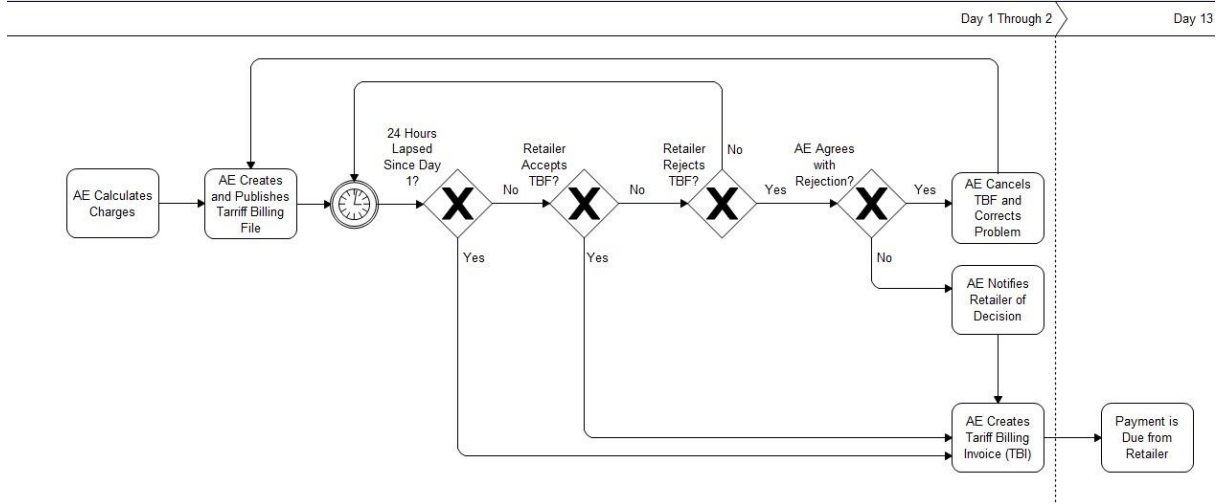 Day 1 Through 2
Day 13
24 Hours
Lapsed
Since Day
1?
Retailer
Accepts
TBF?
Retailer
Rejects
TBF?
AE Agrees
with
Rejection?
No
No
No
Yes
Yes
AE Calculates
Charges
AE Creates
and Publishes
Tarriff Billing
File
AE Cancels
TBF and
Corrects
Problem
Yes
Yes
No
AE Notifies
Retailer of
Decision
AE Creates
Tariff Billing
Invoice (TBI)
Payment is
Due from
Retailer